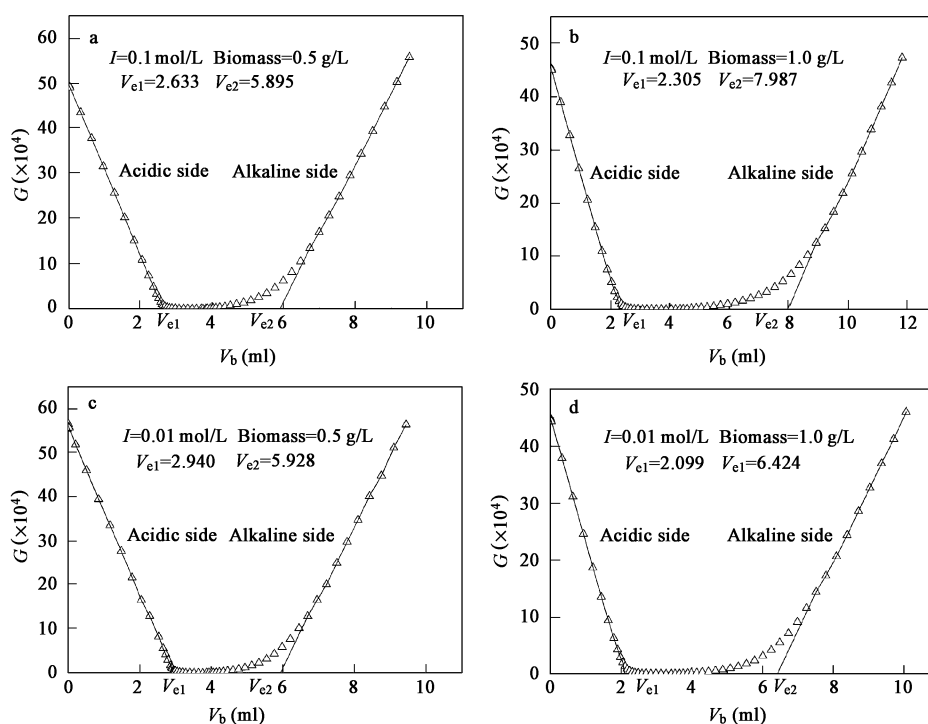 a
I=0.1 mol/L Biomass=0.5 g/L
Ve1=2.633 Ve2=5.895
Acidic side Alkaline side
G (×10⁴)
60
50
40
30
20
10
0
0 2 4 6 8 10
Ve1 Ve2
Vb (ml)
b
I=0.1 mol/L Biomass=1.0 g/L
Ve1=2.305 Ve2=7.987
Acidic side Alkaline side
G (×10⁴)
50
40
30
20
10
0
0 2 4 6 8 10 12
Ve1 Ve2
Vb (ml)
c
I=0.01 mol/L Biomass=0.5 g/L
Ve1=2.940 Ve2=5.928
Acidic side Alkaline side
G (×10⁴)
60
50
40
30
20
10
0
0 2 4 6 8 10
Ve1 Ve2
Vb (ml)
d
I=0.01 mol/L Biomass=1.0 g/L
Ve1=2.099 Ve1=6.424
Acidic side Alkaline side
G (×10⁴)
50
40
30
20
10
0
0 2 4 6 8 10
Ve1 Ve2
Vb (ml)